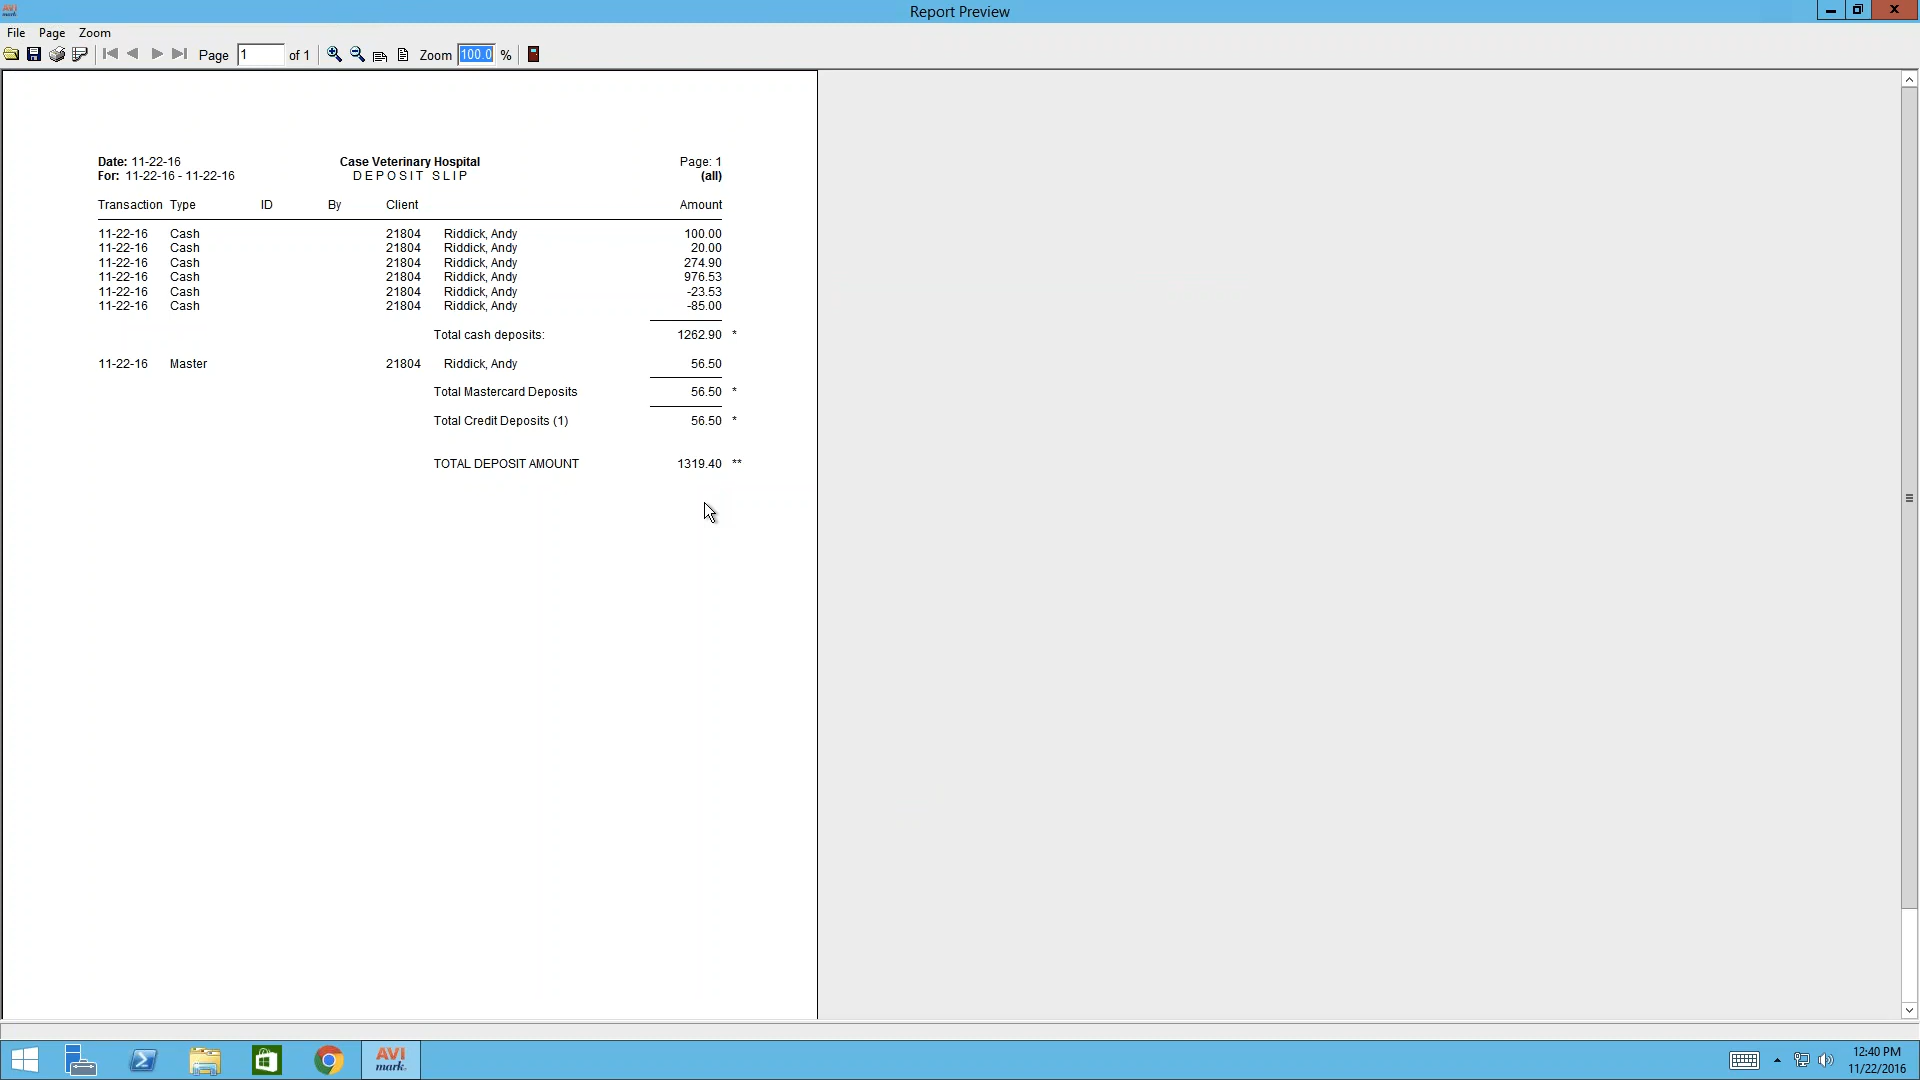 AVI mark
Report Preview
File Page Zoom
Page 1 of 1 Zoom 100.0 %
Date: 11-22-16 Case Veterinary Hospital Page: 1
For: 11-22-16 - 11-22-16 DEPOSIT SLIP (all)
Transaction Type ID By Client Amount
11-22-16 Cash 21804 Riddick, Andy 100.00
11-22-16 Cash 21804 Riddick, Andy 20.00
11-22-16 Cash 21804 Riddick, Andy 274.90
11-22-16 Cash 21804 Riddick, Andy 976.53
11-22-16 Cash 21804 Riddick, Andy -23.53
11-22-16 Cash 21804 Riddick, Andy -85.00
Total cash deposits: 1262.90 *
11-22-16 Master 21804 Riddick, Andy 56.50
Total Mastercard Deposits 56.50 *
Total Credit Deposits (1) 56.50 *
TOTAL DEPOSIT AMOUNT 1319.40 **
AVI
mark.
12:40 PM
11/22/2016